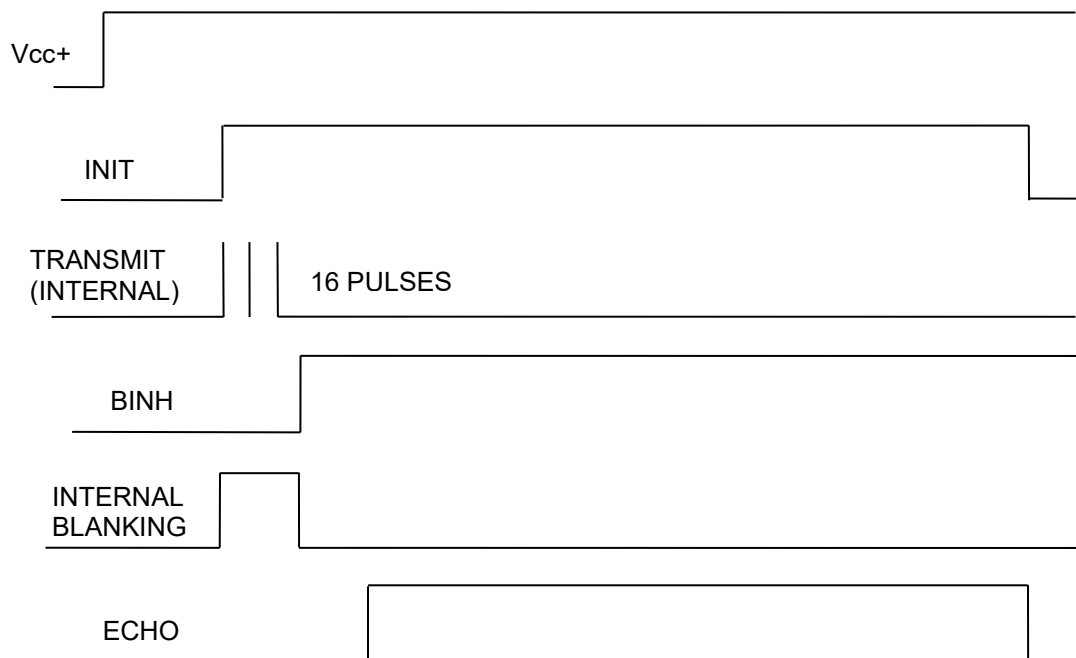 Vcc+
INIT
TRANSMIT
(INTERNAL)
16 PULSES
BINH
INTERNAL
BLANKING
ECHO